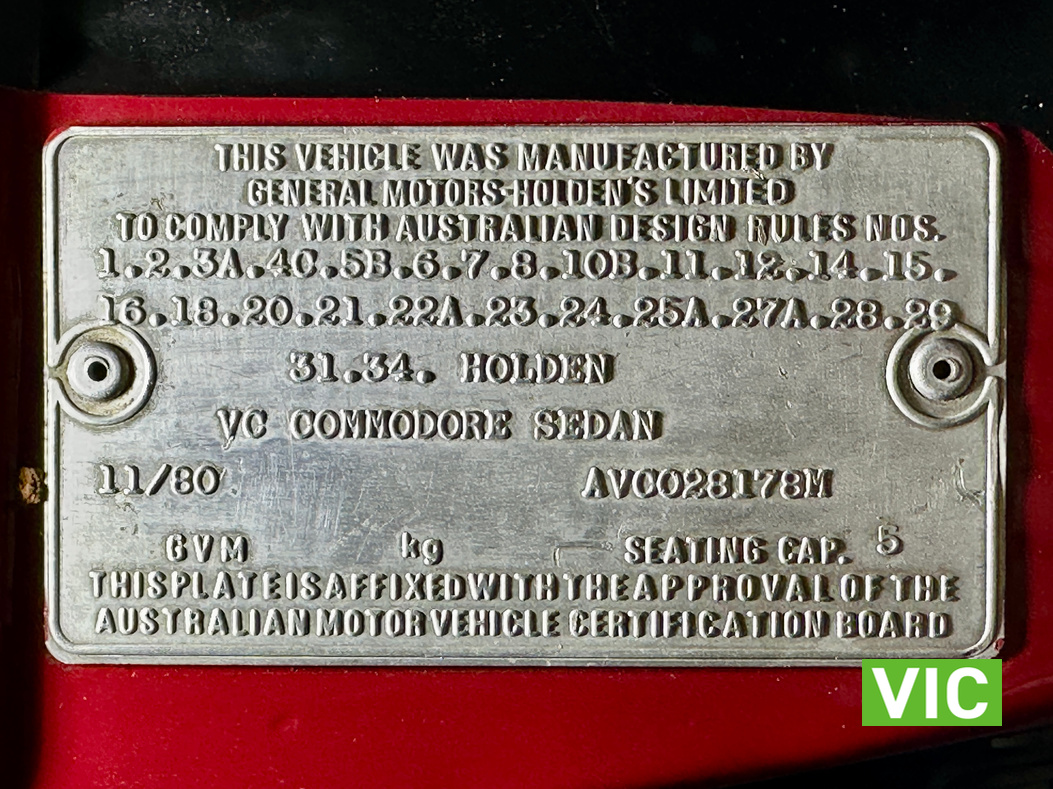 THIS VEHICLE WAS MANUFACTURED BY
GENERAL MOTORS-HOLDEN'S LIMITED
TO COMPLY WITH AUSTRALIAN DESIGN RULES NOS.
1.2.3A.4C.5B.6.7.8.10B.11.12.14.15.
16.18.20.21.22A.23.24.25A.27A.28.29
31.34. HOLDEN
VC COMMODORE SEDAN
11/80 AVC028178M
GVM kg SEATING CAP. 5
THIS PLATE IS AFFIXED WITH THE APPROVAL OF THE
AUSTRALIAN MOTOR VEHICLE CERTIFICATION BOARD
VIC